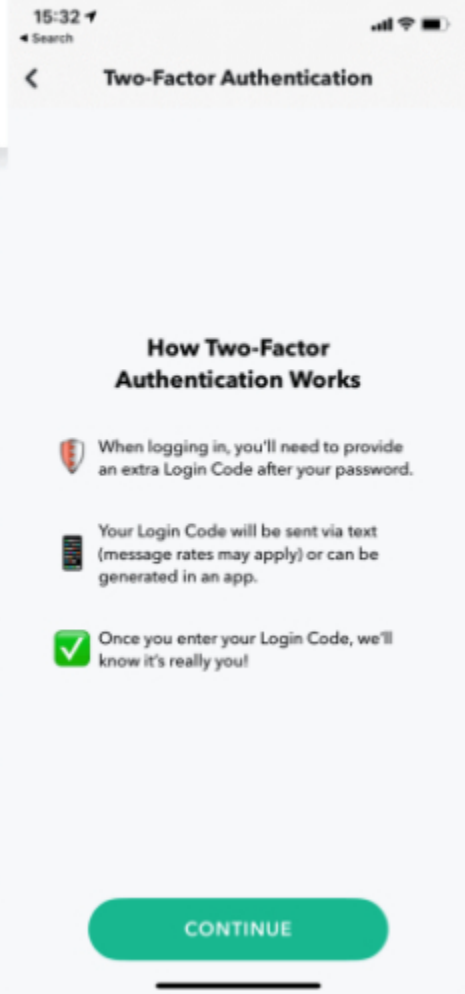 15:32
Search
Two-Factor Authentication
How Two-Factor
Authentication Works
When logging in, you'll need to provide
an extra Login Code after your password.
Your Login Code will be sent via text
(message rates may apply) or can be
generated in an app.
Once you enter your Login Code, we'll
know it's really you!
CONTINUE